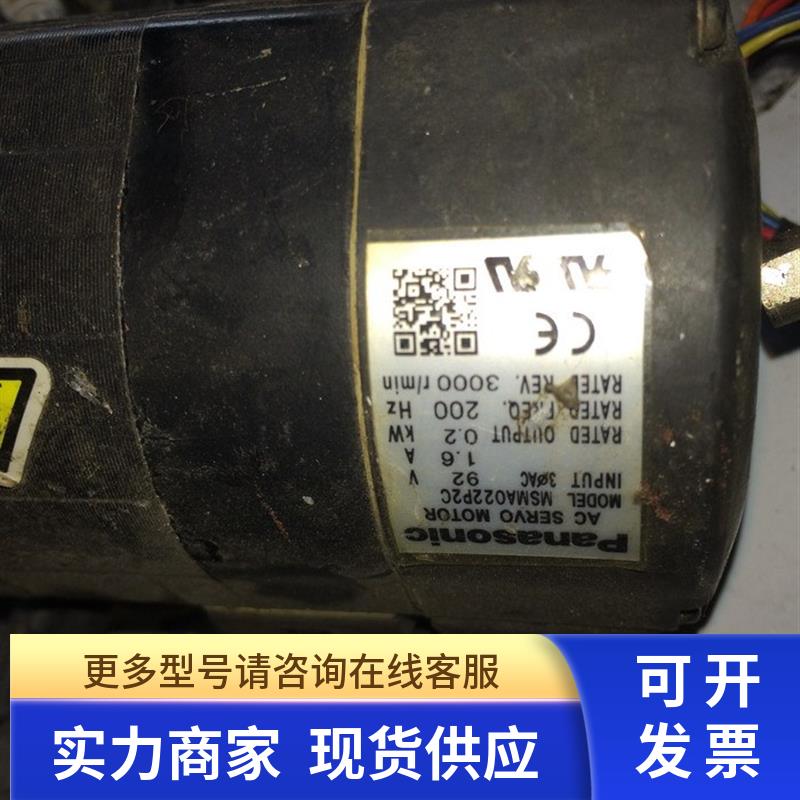 Panasonic
AC SERVO MOTOR
MODEL MSMA022P2C
INPUT 3øAC 92 V
1.6 A
RATED OUTPUT 0.2 kW
RATED FREQ. 200 Hz
RATED REV. 3000 r/min
CE
更多型号请咨询在线客服
实力商家 现货供应
可开
发票